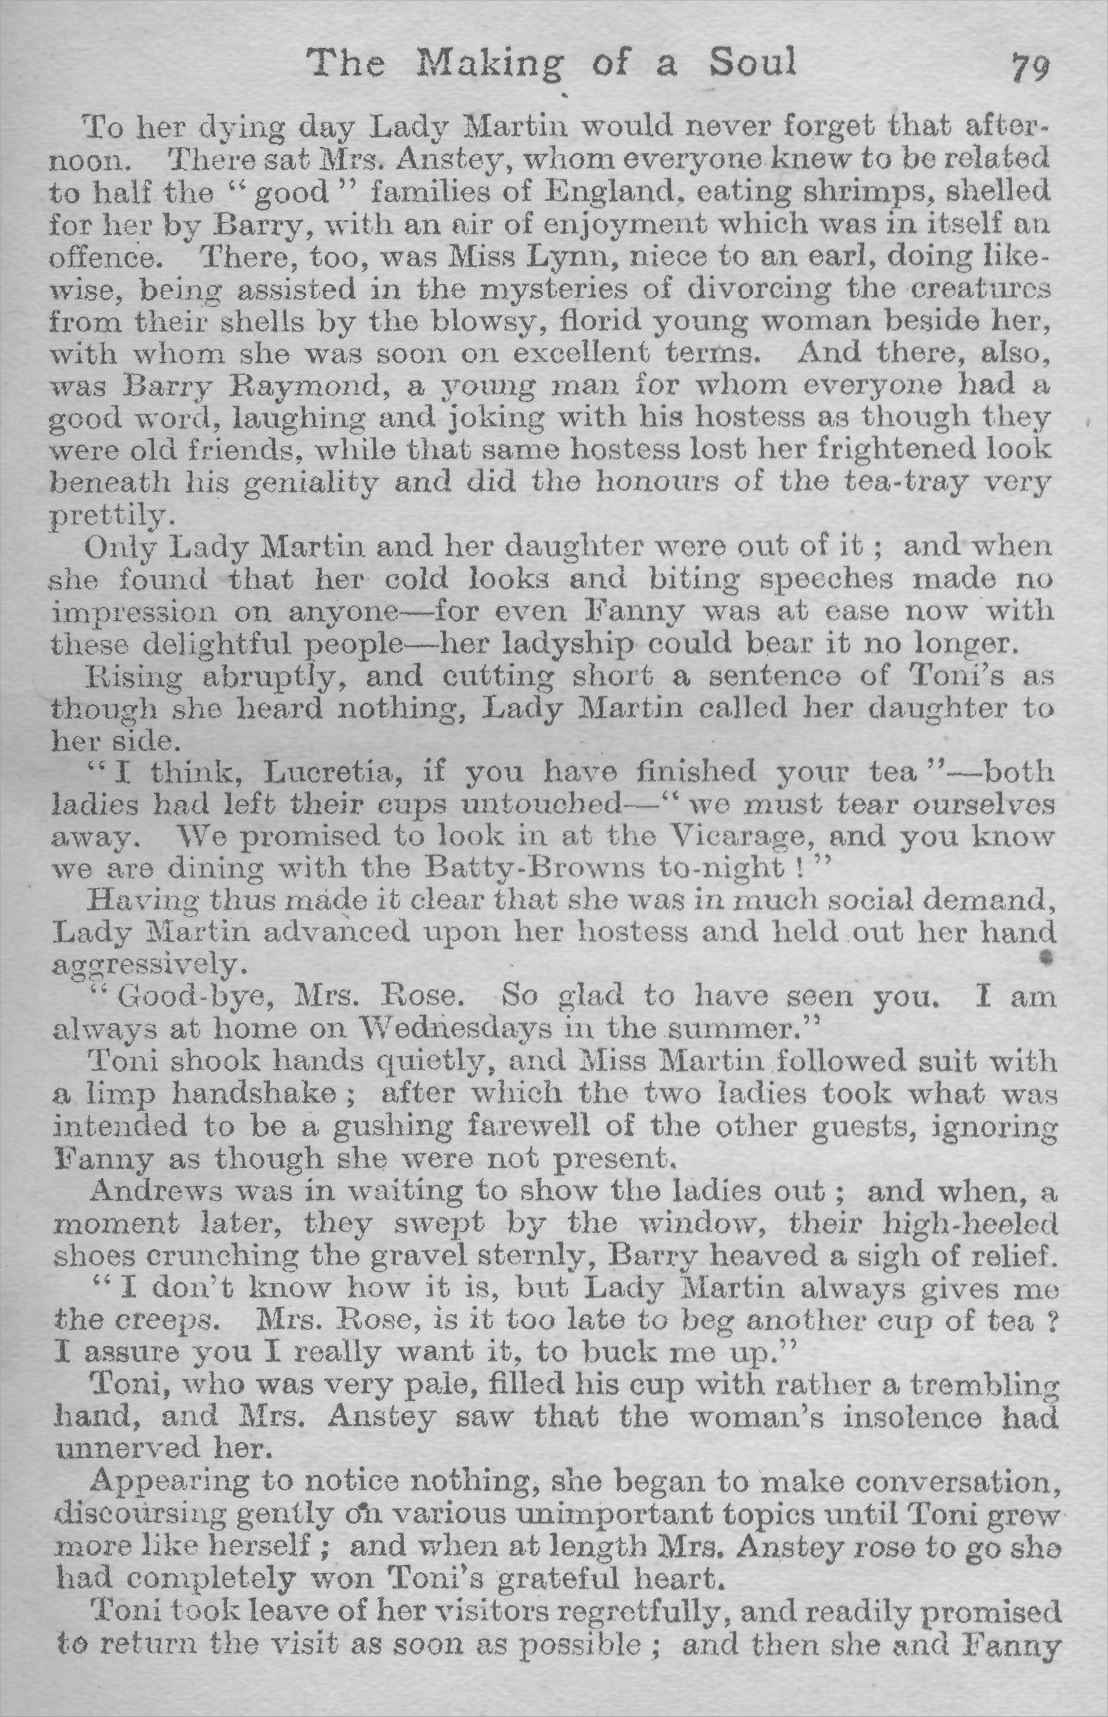 The Making of a Soul 79
To her dying day Lady Martin would never forget that after-
noon. There sat Mrs. Anstey, whom everyone knew to be related
to half the “ good ” families of England, eating shrimps, shelled
for her by Barry, with an air of enjoyment which was in itself an
offence. There, too, was Miss Lynn, niece to an earl, doing like-
wise, being assisted in the mysteries of divorcing the creatures
from their shells by the blowsy, florid young woman beside her,
with whom she was soon on excellent terms. And there, also,
was Barry Raymond, a young man for whom everyone had a
good word, laughing and joking with his hostess as though they
were old friends, while that same hostess lost her frightened look
beneath his geniality and did the honours of the tea-tray very
prettily.
Only Lady Martin and her daughter were out of it ; and when
she found that her cold looks and biting speeches made no
impression on anyone—for even Fanny was at ease now with
these delightful people—her ladyship could bear it no longer.
Rising abruptly, and cutting short a sentence of Toni’s as
though she heard nothing, Lady Martin called her daughter to
her side.
“ I think, Lucretia, if you have finished your tea ”—both
ladies had left their cups untouched—“ we must tear ourselves
away. We promised to look in at the Vicarage, and you know
we are dining with the Batty-Browns to-night ! ”
Having thus made it clear that she was in much social demand,
Lady Martin advanced upon her hostess and held out her hand
aggressively.
“ Good-bye, Mrs. Rose. So glad to have seen you. I am
always at home on Wednesdays in the summer.”
Toni shook hands quietly, and Miss Martin followed suit with
a limp handshake ; after which the two ladies took what was
intended to be a gushing farewell of the other guests, ignoring
Fanny as though she were not present.
Andrews was in waiting to show the ladies out ; and when, a
moment later, they swept by the window, their high-heeled
shoes crunching the gravel sternly, Barry heaved a sigh of relief.
“ I don’t know how it is, but Lady Martin always gives me
the creeps. Mrs. Rose, is it too late to beg another cup of tea ?
I assure you I really want it, to buck me up.”
Toni, who was very pale, filled his cup with rather a trembling
hand, and Mrs. Anstey saw that the woman’s insolence had
unnerved her.
Appearing to notice nothing, she began to make conversation,
discoursing gently on various unimportant topics until Toni grew
more like herself ; and when at length Mrs. Anstey rose to go she
had completely won Toni’s grateful heart.
Toni took leave of her visitors regretfully, and readily promised
to return the visit as soon as possible ; and then she and Fanny